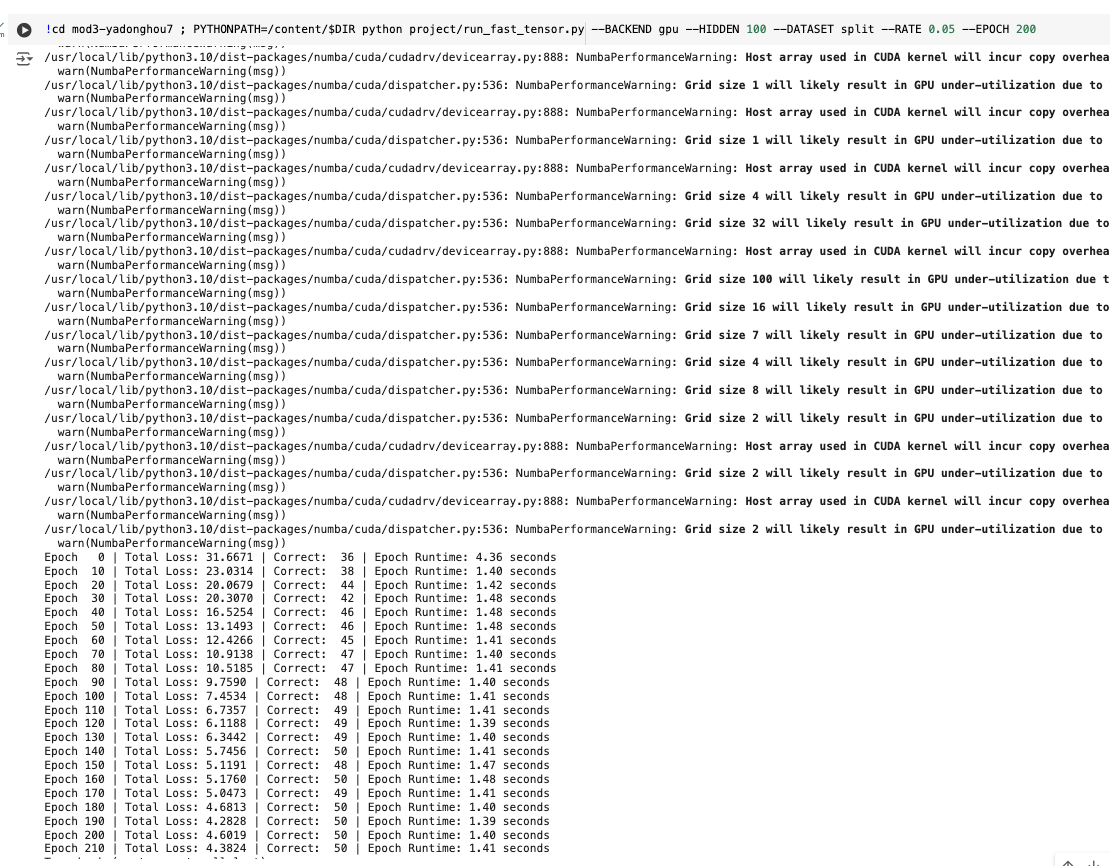 !cd mod3-yadonghou7 ; PYTHONPATH=/content/$DIR python project/run_fast_tensor.py --BACKEND gpu --HIDDEN 100 --DATASET split --RATE 0.05 --EPOCH 200
warn(NumbaPerformanceWarning(msg))
/usr/local/lib/python3.10/dist-packages/numba/cuda/cudadrv/devicearray.py:888: NumbaPerformanceWarning: Host array used in CUDA kernel will incur copy overhea
warn(NumbaPerformanceWarning(msg))
/usr/local/lib/python3.10/dist-packages/numba/cuda/dispatcher.py:536: NumbaPerformanceWarning: Grid size 1 will likely result in GPU under-utilization due to
warn(NumbaPerformanceWarning(msg))
/usr/local/lib/python3.10/dist-packages/numba/cuda/cudadrv/devicearray.py:888: NumbaPerformanceWarning: Host array used in CUDA kernel will incur copy overhea
warn(NumbaPerformanceWarning(msg))
/usr/local/lib/python3.10/dist-packages/numba/cuda/dispatcher.py:536: NumbaPerformanceWarning: Grid size 1 will likely result in GPU under-utilization due to
warn(NumbaPerformanceWarning(msg))
/usr/local/lib/python3.10/dist-packages/numba/cuda/cudadrv/devicearray.py:888: NumbaPerformanceWarning: Host array used in CUDA kernel will incur copy overhea
warn(NumbaPerformanceWarning(msg))
/usr/local/lib/python3.10/dist-packages/numba/cuda/dispatcher.py:536: NumbaPerformanceWarning: Grid size 4 will likely result in GPU under-utilization due to
warn(NumbaPerformanceWarning(msg))
/usr/local/lib/python3.10/dist-packages/numba/cuda/dispatcher.py:536: NumbaPerformanceWarning: Grid size 32 will likely result in GPU under-utilization due to
warn(NumbaPerformanceWarning(msg))
/usr/local/lib/python3.10/dist-packages/numba/cuda/cudadrv/devicearray.py:888: NumbaPerformanceWarning: Host array used in CUDA kernel will incur copy overhea
warn(NumbaPerformanceWarning(msg))
/usr/local/lib/python3.10/dist-packages/numba/cuda/dispatcher.py:536: NumbaPerformanceWarning: Grid size 100 will likely result in GPU under-utilization due t
warn(NumbaPerformanceWarning(msg))
/usr/local/lib/python3.10/dist-packages/numba/cuda/dispatcher.py:536: NumbaPerformanceWarning: Grid size 16 will likely result in GPU under-utilization due to
warn(NumbaPerformanceWarning(msg))
/usr/local/lib/python3.10/dist-packages/numba/cuda/dispatcher.py:536: NumbaPerformanceWarning: Grid size 7 will likely result in GPU under-utilization due to
warn(NumbaPerformanceWarning(msg))
/usr/local/lib/python3.10/dist-packages/numba/cuda/dispatcher.py:536: NumbaPerformanceWarning: Grid size 4 will likely result in GPU under-utilization due to
warn(NumbaPerformanceWarning(msg))
/usr/local/lib/python3.10/dist-packages/numba/cuda/dispatcher.py:536: NumbaPerformanceWarning: Grid size 8 will likely result in GPU under-utilization due to
warn(NumbaPerformanceWarning(msg))
/usr/local/lib/python3.10/dist-packages/numba/cuda/dispatcher.py:536: NumbaPerformanceWarning: Grid size 2 will likely result in GPU under-utilization due to
warn(NumbaPerformanceWarning(msg))
/usr/local/lib/python3.10/dist-packages/numba/cuda/cudadrv/devicearray.py:888: NumbaPerformanceWarning: Host array used in CUDA kernel will incur copy overhea
warn(NumbaPerformanceWarning(msg))
/usr/local/lib/python3.10/dist-packages/numba/cuda/dispatcher.py:536: NumbaPerformanceWarning: Grid size 2 will likely result in GPU under-utilization due to
warn(NumbaPerformanceWarning(msg))
/usr/local/lib/python3.10/dist-packages/numba/cuda/cudadrv/devicearray.py:888: NumbaPerformanceWarning: Host array used in CUDA kernel will incur copy overhea
warn(NumbaPerformanceWarning(msg))
/usr/local/lib/python3.10/dist-packages/numba/cuda/dispatcher.py:536: NumbaPerformanceWarning: Grid size 2 will likely result in GPU under-utilization due to
warn(NumbaPerformanceWarning(msg))
Epoch   0 | Total Loss: 31.6671 | Correct:  36 | Epoch Runtime: 4.36 seconds
Epoch  10 | Total Loss: 23.0314 | Correct:  38 | Epoch Runtime: 1.40 seconds
Epoch  20 | Total Loss: 20.0679 | Correct:  44 | Epoch Runtime: 1.42 seconds
Epoch  30 | Total Loss: 20.3070 | Correct:  42 | Epoch Runtime: 1.48 seconds
Epoch  40 | Total Loss: 16.5254 | Correct:  46 | Epoch Runtime: 1.48 seconds
Epoch  50 | Total Loss: 13.1493 | Correct:  46 | Epoch Runtime: 1.48 seconds
Epoch  60 | Total Loss: 12.4266 | Correct:  45 | Epoch Runtime: 1.41 seconds
Epoch  70 | Total Loss: 10.9138 | Correct:  47 | Epoch Runtime: 1.40 seconds
Epoch  80 | Total Loss: 10.5185 | Correct:  47 | Epoch Runtime: 1.41 seconds
Epoch  90 | Total Loss: 9.7590 | Correct:  48 | Epoch Runtime: 1.40 seconds
Epoch 100 | Total Loss: 7.4534 | Correct:  48 | Epoch Runtime: 1.41 seconds
Epoch 110 | Total Loss: 6.7357 | Correct:  49 | Epoch Runtime: 1.41 seconds
Epoch 120 | Total Loss: 6.1188 | Correct:  49 | Epoch Runtime: 1.39 seconds
Epoch 130 | Total Loss: 6.3442 | Correct:  49 | Epoch Runtime: 1.40 seconds
Epoch 140 | Total Loss: 5.7456 | Correct:  50 | Epoch Runtime: 1.41 seconds
Epoch 150 | Total Loss: 5.1191 | Correct:  48 | Epoch Runtime: 1.47 seconds
Epoch 160 | Total Loss: 5.1760 | Correct:  50 | Epoch Runtime: 1.48 seconds
Epoch 170 | Total Loss: 5.0473 | Correct:  49 | Epoch Runtime: 1.41 seconds
Epoch 180 | Total Loss: 4.6813 | Correct:  50 | Epoch Runtime: 1.40 seconds
Epoch 190 | Total Loss: 4.2828 | Correct:  50 | Epoch Runtime: 1.39 seconds
Epoch 200 | Total Loss: 4.6019 | Correct:  50 | Epoch Runtime: 1.40 seconds
Epoch 210 | Total Loss: 4.3824 | Correct:  50 | Epoch Runtime: 1.41 seconds